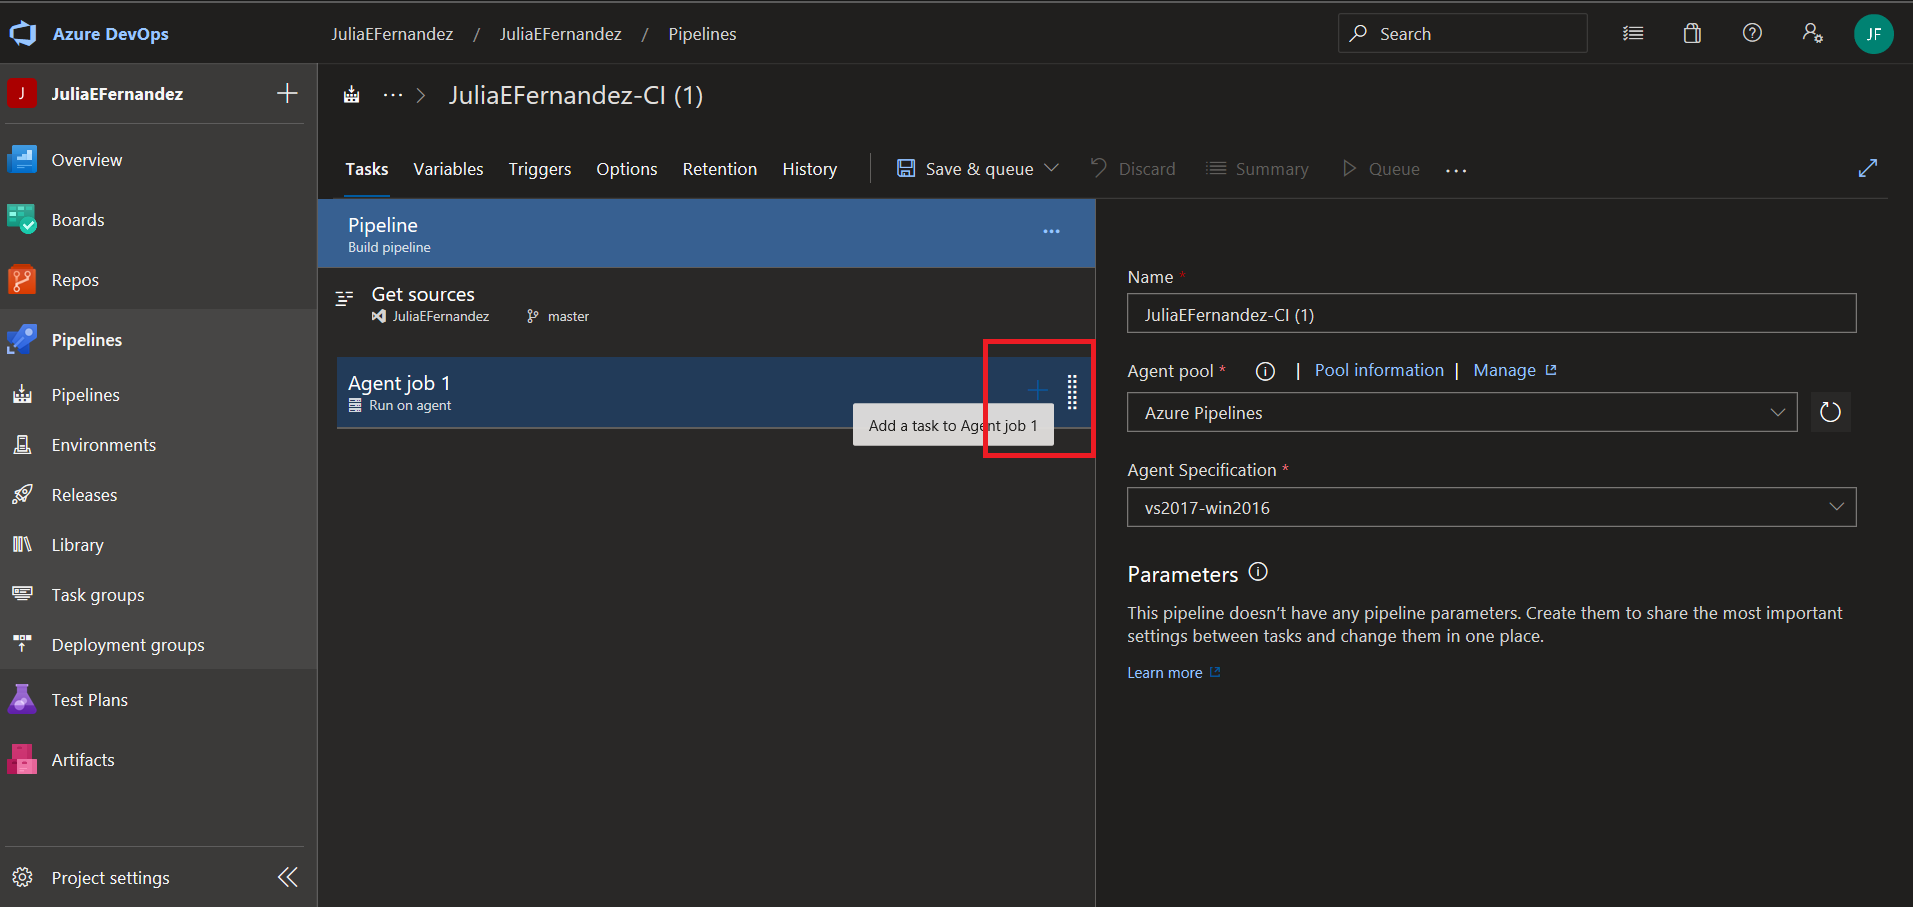 Azure DevOps
JuliaEFernandez / JuliaEFernandez / Pipelines
Search
JF
J
JuliaEFernandez
Overview
Boards
Repos
Pipelines
Pipelines
Environments
Releases
Library
Task groups
Deployment groups
Test Plans
Artifacts
Project settings
JuliaEFernandez-CI (1)
Tasks Variables Triggers Options Retention History Save & queue Discard Summary Queue ...
Pipeline
Build pipeline
Get sources
JuliaEFernandez master
Agent job 1
Run on agent
Add a task to Agent job 1
Name *
JuliaEFernandez-CI (1)
Agent pool * | Pool information | Manage
Azure Pipelines
Agent Specification *
vs2017-win2016
Parameters
This pipeline doesn’t have any pipeline parameters. Create them to share the most important
settings between tasks and change them in one place.
Learn more